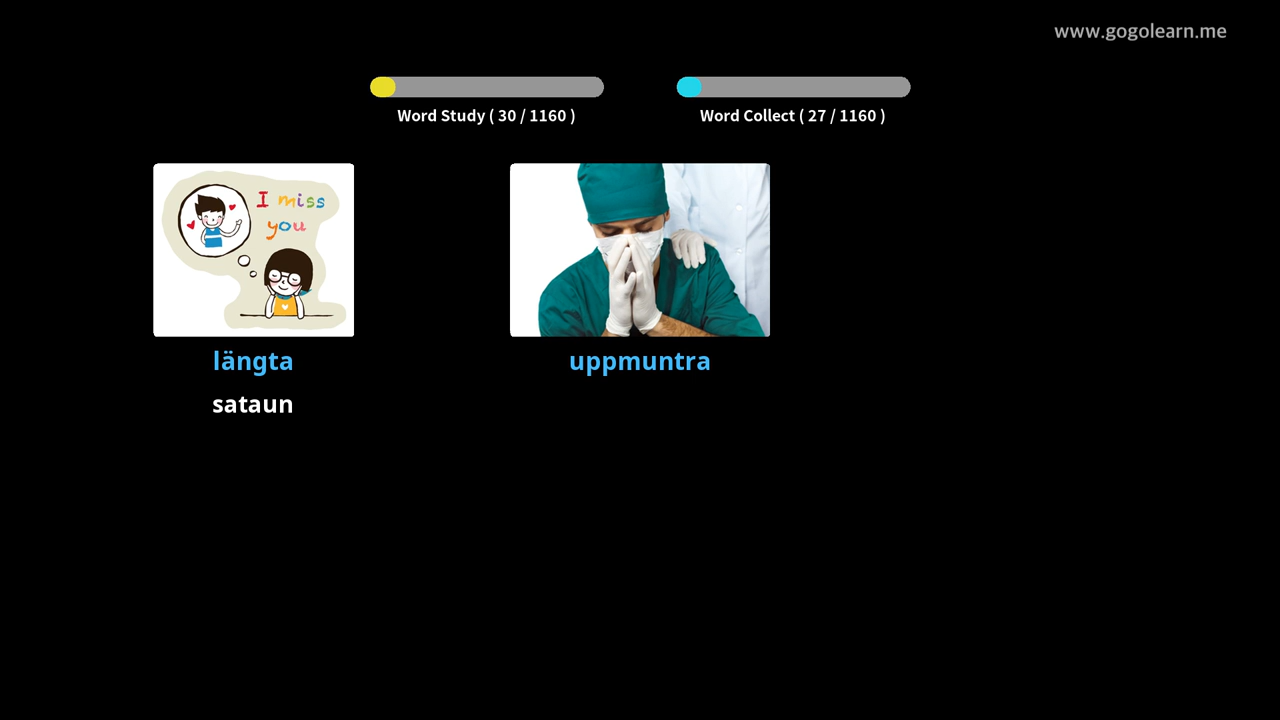 www.gogolearn.me
Word Study ( 30 / 1160 )
Word Collect ( 27 / 1160 )
I miss
you
längta
uppmuntra
sataun